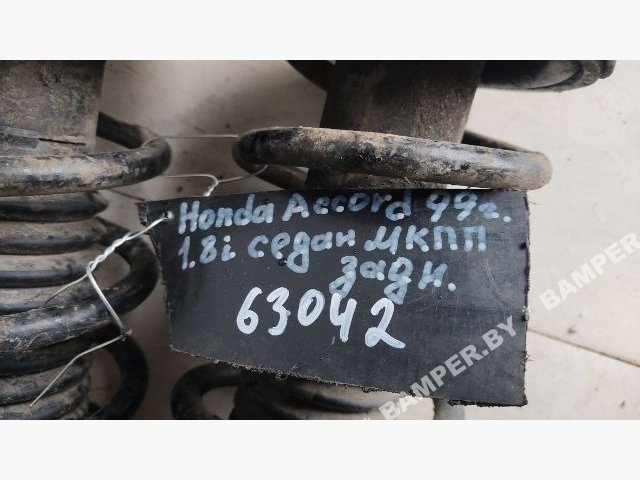 Honda Accord 99г.
1.8i седан МКПП
задн.
63042
BAMPER.BY
BAMPER.BY